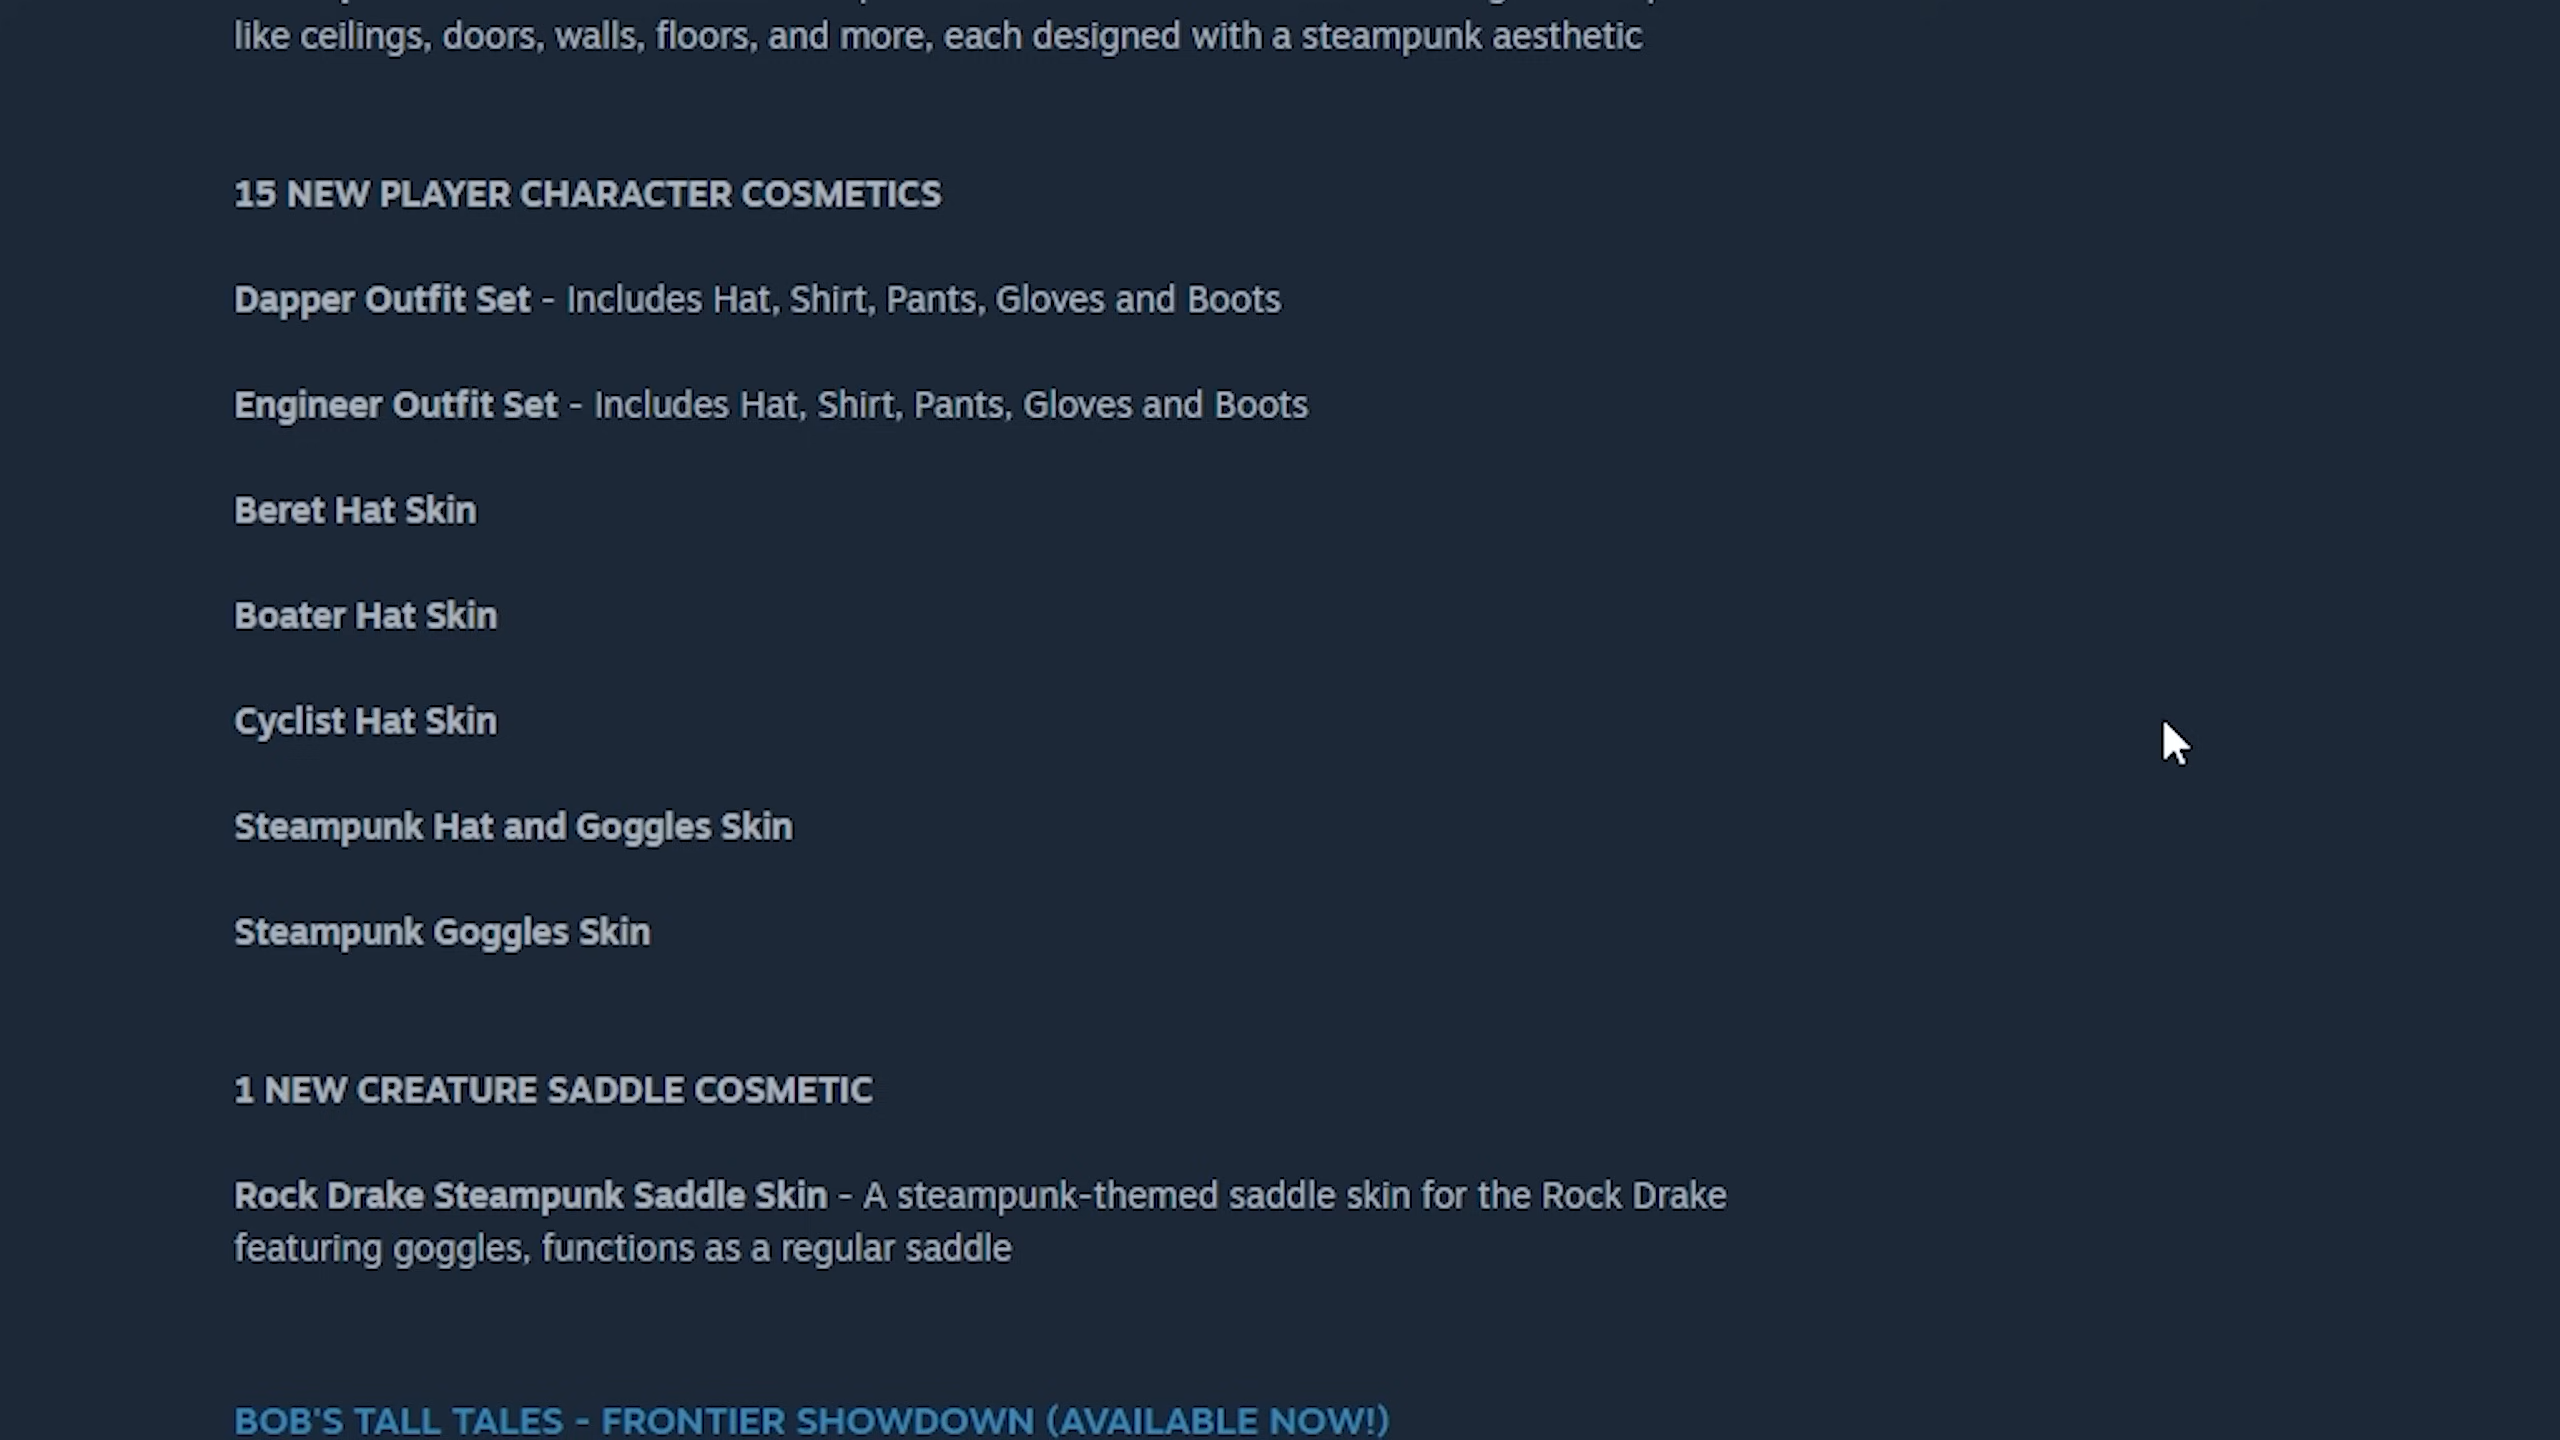 like ceilings, doors, walls, floors, and more, each designed with a steampunk aesthetic
15 NEW PLAYER CHARACTER COSMETICS
Dapper Outfit Set - Includes Hat, Shirt, Pants, Gloves and Boots
Engineer Outfit Set - Includes Hat, Shirt, Pants, Gloves and Boots
Beret Hat Skin
Boater Hat Skin
Cyclist Hat Skin
Steampunk Hat and Goggles Skin
Steampunk Goggles Skin
1 NEW CREATURE SADDLE COSMETIC
Rock Drake Steampunk Saddle Skin - A steampunk-themed saddle skin for the Rock Drake
featuring goggles, functions as a regular saddle
BOB'S TALL TALES - FRONTIER SHOWDOWN (AVAILABLE NOW!)